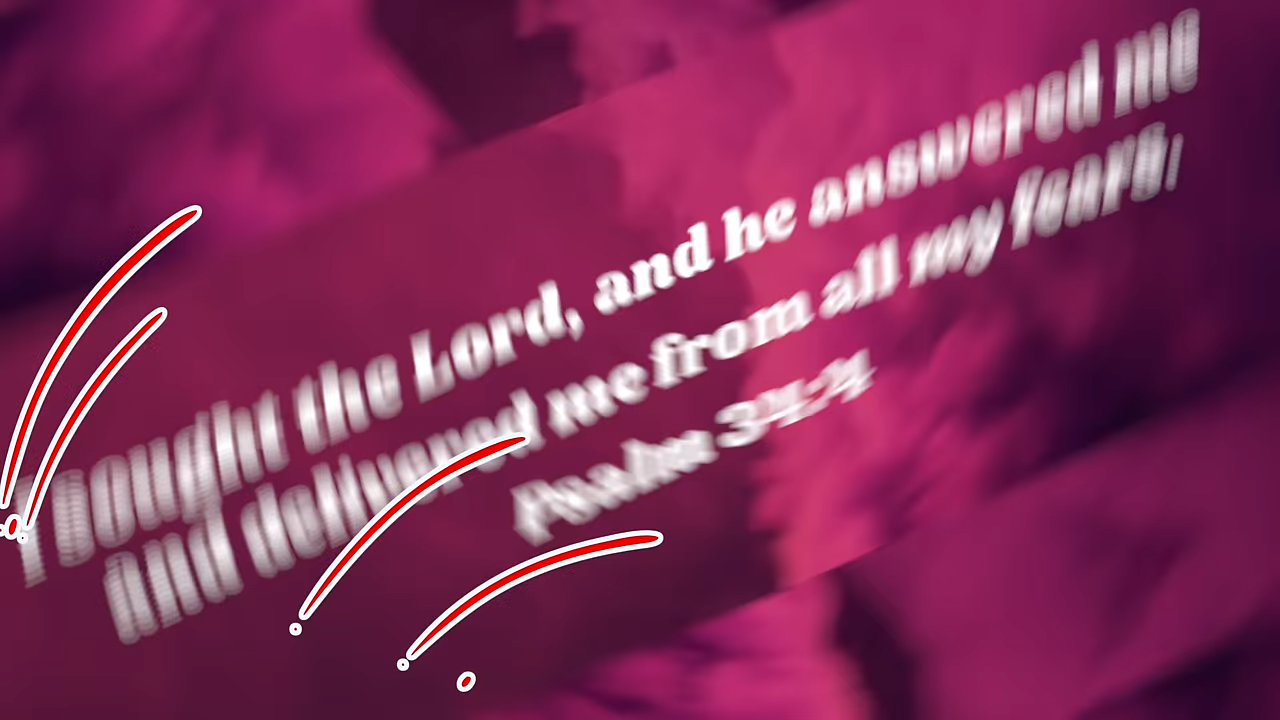 I sought the Lord, and he answered me
and delivered me from all my fears;
Psalm 34:4